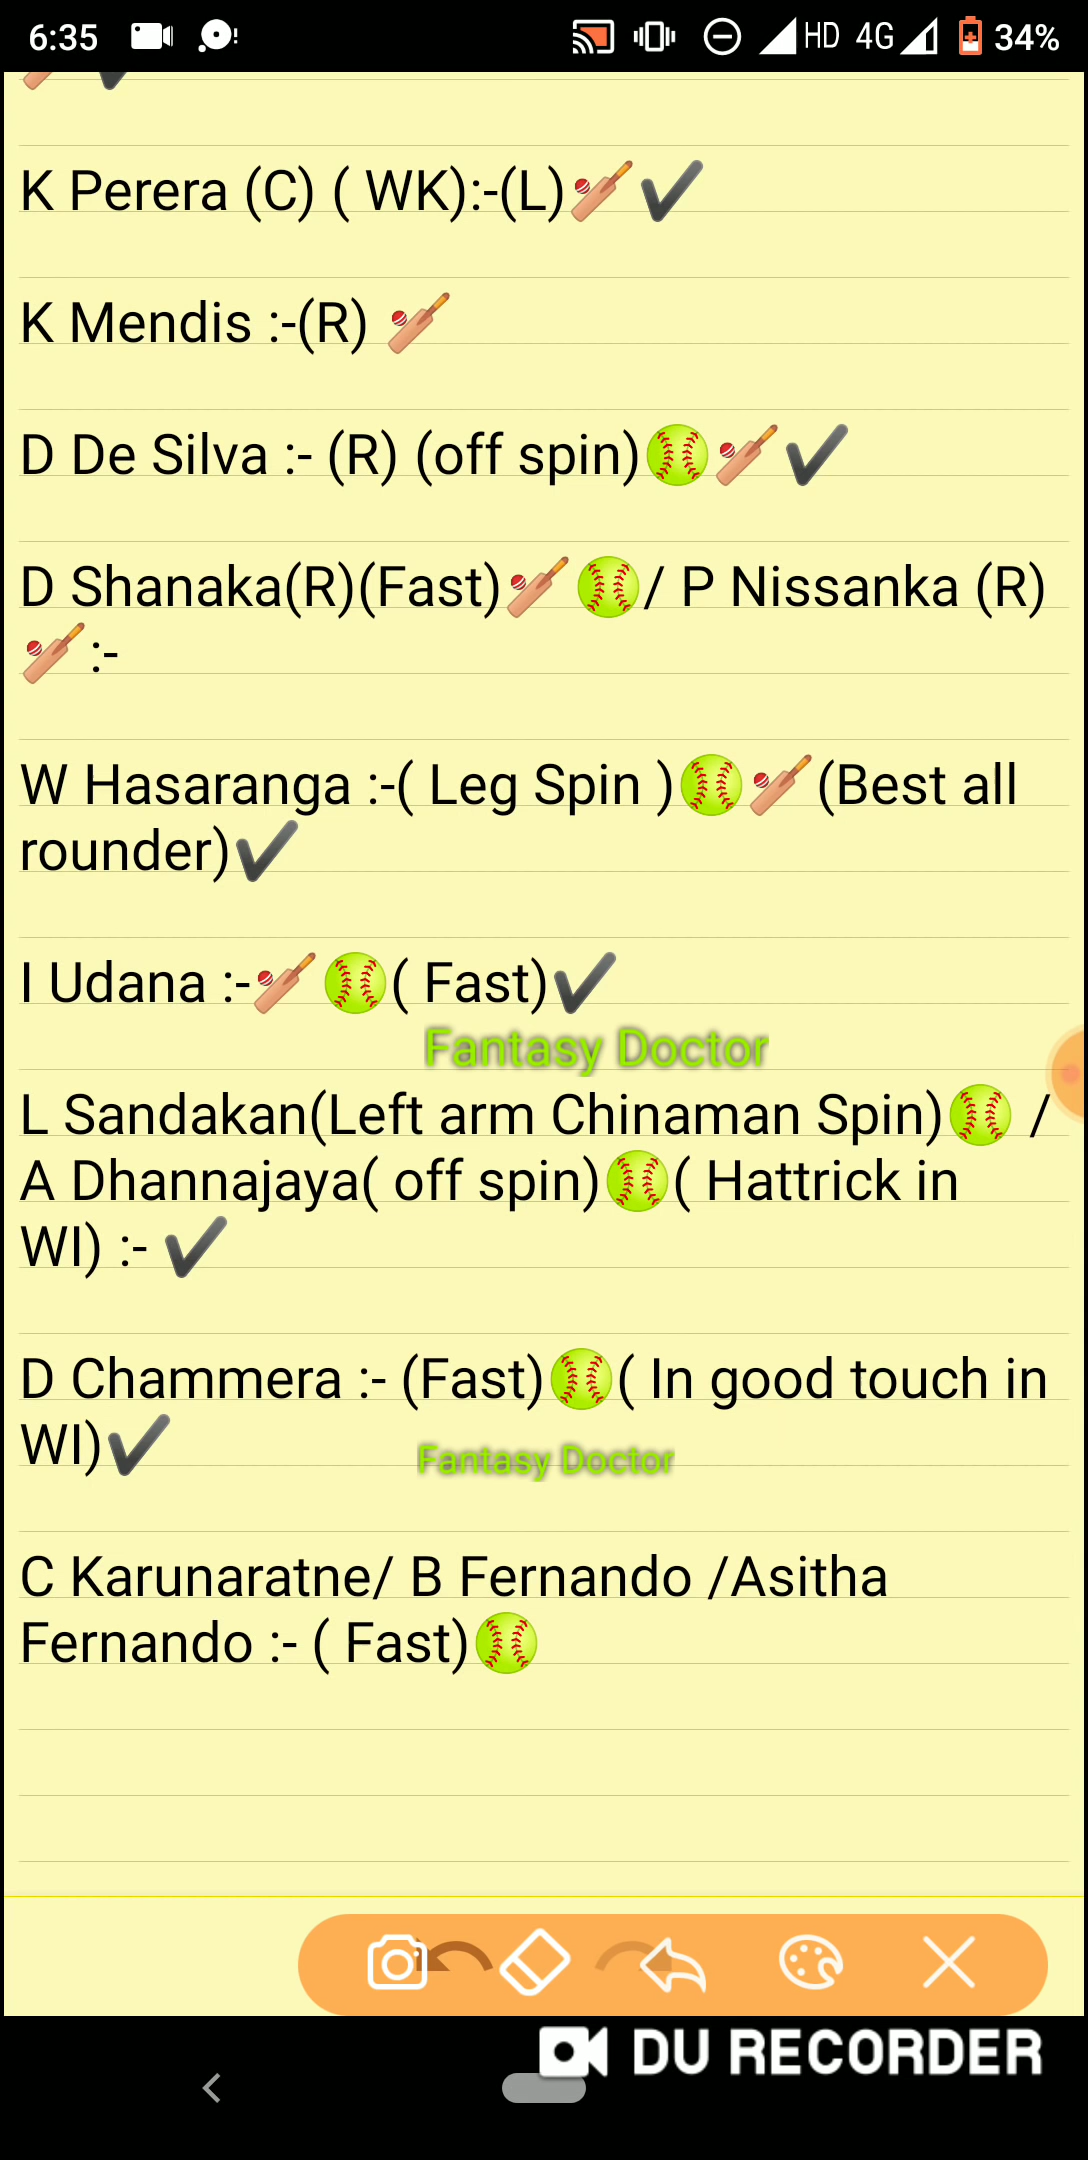 6:35 HD 4G 34%
K Perera (C) ( WK):-(L)🏏✔
K Mendis :-(R) 🏏
D De Silva :- (R) (off spin)🥎🏏✔
D Shanaka(R)(Fast)🏏🥎/ P Nissanka (R)
🏏:-
W Hasaranga :-( Leg Spin )🥎🏏(Best all
rounder)✔
I Udana :-🏏🥎( Fast)✔
Fantasy Doctor
L Sandakan(Left arm Chinaman Spin)🥎 /
A Dhannajaya( off spin)🥎( Hattrick in
WI) :- ✔
D Chammera :- (Fast)🥎( In good touch in
WI)✔
Fantasy Doctor
C Karunaratne/ B Fernando /Asitha
Fernando :- ( Fast)🥎
DU RECORDER